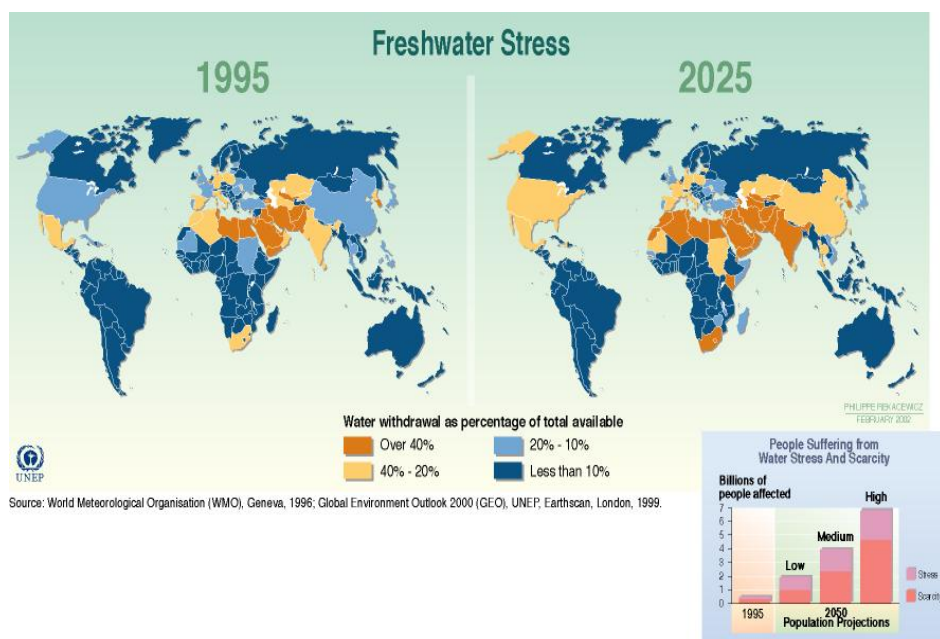 Freshwater Stress
1995
2025
PHILIPPE REKACEWICZ
FEBRUARY 2002
Water withdrawal as percentage of total available
Over 40%
20% - 10%
40% - 20%
Less than 10%
UNEP
Source: World Meteorological Organisation (WMO), Geneva, 1996; Global Environment Outlook 2000 (GEO), UNEP, Earthscan, London, 1999.
People Suffering from
Water Stress And Scarcity
Billions of
people affected
High
Medium
Low
7
6
5
4
3
2
1
0
Stress
Scarcity
1995
2050
Population Projections